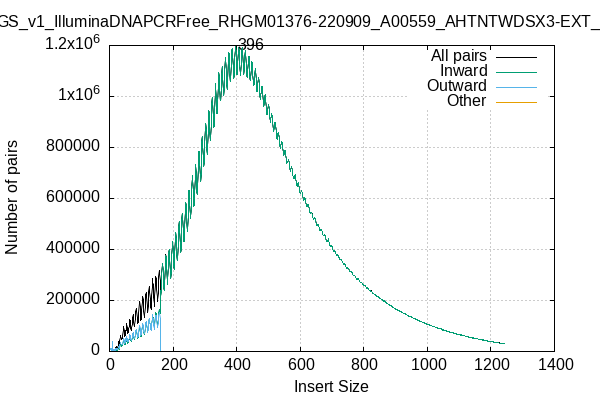 GS_v1_IlluminaDNAPCRFree_RHGM01376-220909_A00559_AHTNTWDSX3-EXT_
396
1.2x10^6
1x10^6
800000
600000
400000
200000
0
Number of pairs
All pairs
Inward
Outward
Other
0 200 400 600 800 1000 1200 1400
Insert Size